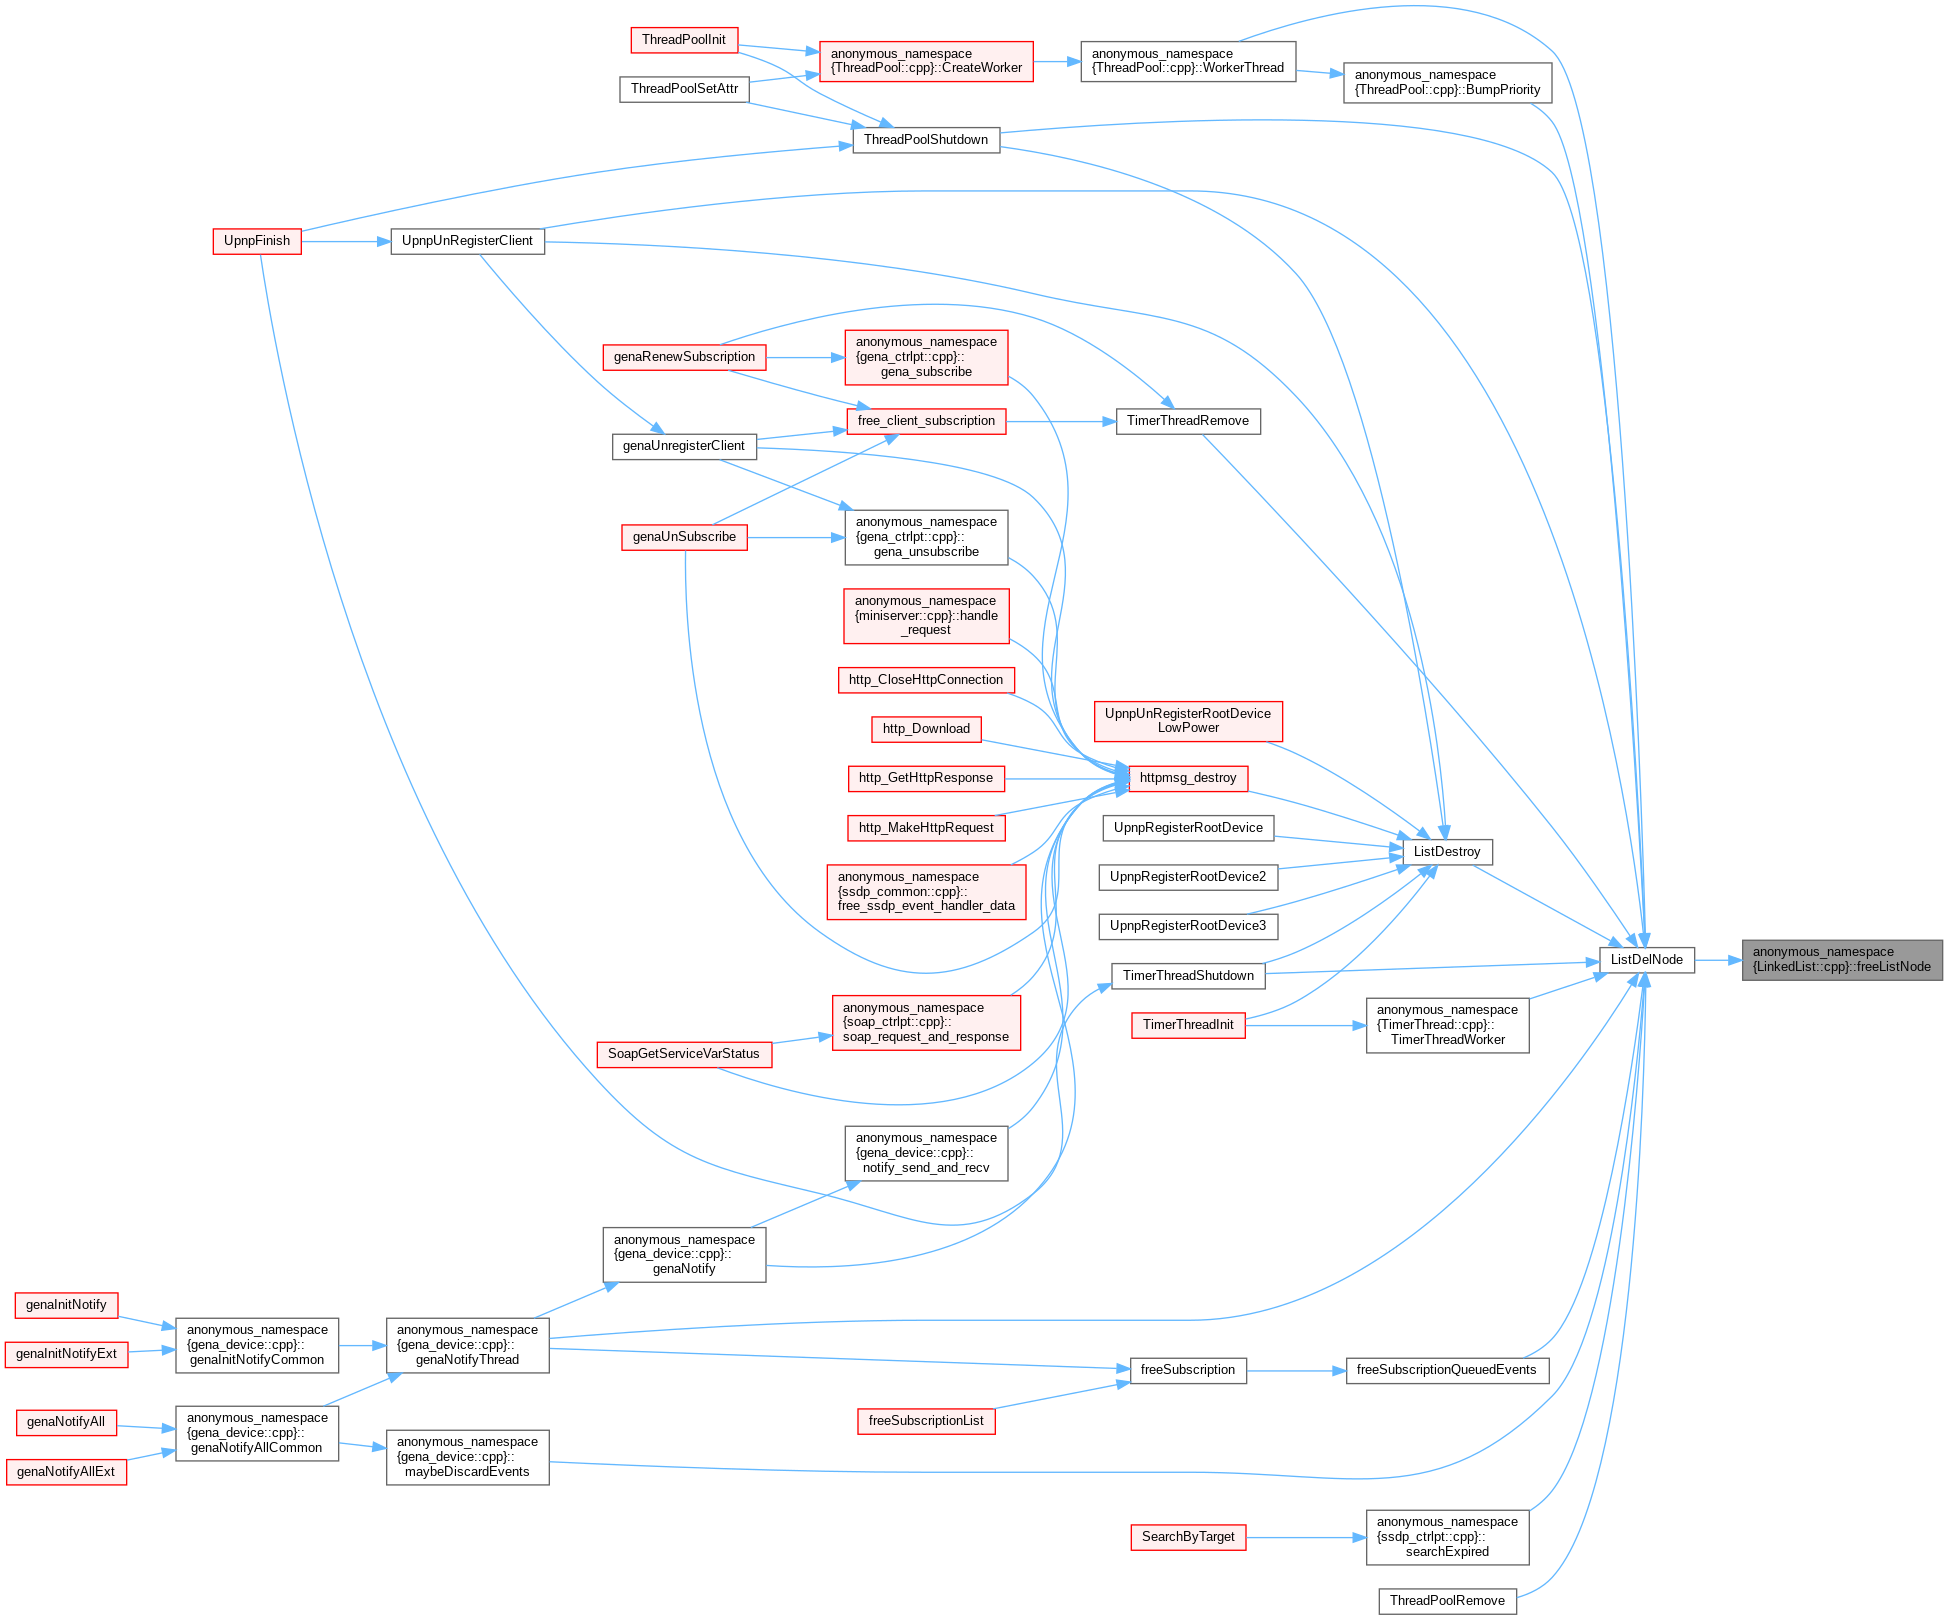 ThreadPoolInit
anonymous_namespace
{ThreadPool::cpp}::CreateWorker
anonymous_namespace
{ThreadPool::cpp}::WorkerThread
anonymous_namespace
{ThreadPool::cpp}::BumpPriority
ThreadPoolSetAttr
ThreadPoolShutdown
UpnpFinish
UpnpUnRegisterClient
genaRenewSubscription
anonymous_namespace
{gena_ctrlpt::cpp}::
gena_subscribe
free_client_subscription
TimerThreadRemove
genaUnregisterClient
genaUnSubscribe
anonymous_namespace
{gena_ctrlpt::cpp}::
gena_unsubscribe
anonymous_namespace
{miniserver::cpp}::handle
_request
http_CloseHttpConnection
http_Download
UpnpUnRegisterRootDevice
LowPower
http_GetHttpResponse
httpmsg_destroy
http_MakeHttpRequest
UpnpRegisterRootDevice
ListDestroy
anonymous_namespace
{ssdp_common::cpp}::
free_ssdp_event_handler_data
UpnpRegisterRootDevice2
UpnpRegisterRootDevice3
TimerThreadShutdown
ListDelNode
anonymous_namespace
{LinkedList::cpp}::freeListNode
anonymous_namespace
{soap_ctrlpt::cpp}::
soap_request_and_response
TimerThreadInit
anonymous_namespace
{TimerThread::cpp}::
TimerThreadWorker
SoapGetServiceVarStatus
anonymous_namespace
{gena_device::cpp}::
notify_send_and_recv
anonymous_namespace
{gena_device::cpp}::
genaNotify
genaInitNotify
genaInitNotifyExt
anonymous_namespace
{gena_device::cpp}::
genaInitNotifyCommon
anonymous_namespace
{gena_device::cpp}::
genaNotifyThread
freeSubscription
freeSubscriptionQueuedEvents
freeSubscriptionList
genaNotifyAll
genaNotifyAllExt
anonymous_namespace
{gena_device::cpp}::
genaNotifyAllCommon
anonymous_namespace
{gena_device::cpp}::
maybeDiscardEvents
SearchByTarget
anonymous_namespace
{ssdp_ctrlpt::cpp}::
searchExpired
ThreadPoolRemove